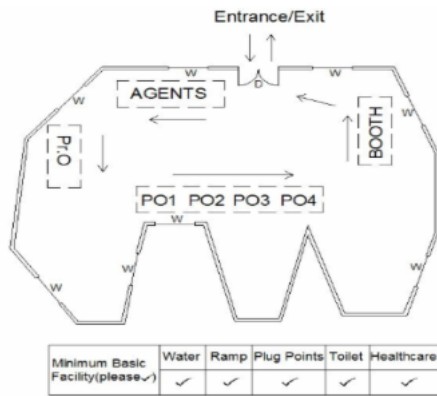 Entrance/Exit
W
D
W
AGENTS
W
W
Pr.O
BOOTH
PO1 PO2 PO3 PO4
W
W
W
W
W
Minimum Basic Facility(please✓)
Water
Ramp
Plug Points
Toilet
Healthcare
✓ ✓ ✓ ✓ ✓